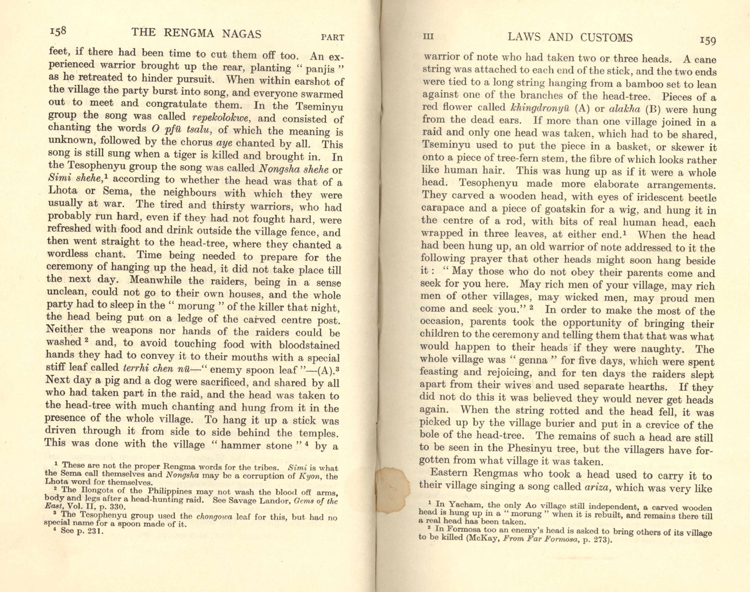 158 THE RENGMA NAGAS PART
feet, if there had been time to cut them off too. An ex-
perienced warrior brought up the rear, planting " panjis "
as he retreated to hinder pursuit. When within earshot of
the village the party burst into song, and everyone swarmed
out to meet and congratulate them. In the Tseminyu
group the song was called repekolokwe, and consisted of
chanting the words O pfü tsalu, of which the meaning is
unknown, followed by the chorus aye chanted by all. This
song is still sung when a tiger is killed and brought in. In
the Tesophenyu group the song was called Nongsha shehe or
Simi shehe,¹ according to whether the head was that of a
Lhota or Sema, the neighbours with which they were
usually at war. The tired and thirsty warriors, who had
probably run hard, even if they had not fought hard, were
refreshed with food and drink outside the village fence, and
then went straight to the head-tree, where they chanted a
wordless chant. Time being needed to prepare for the
ceremony of hanging up the head, it did not take place till
the next day. Meanwhile the raiders, being in a sense
unclean, could not go to their own houses, and the whole
party had to sleep in the " morung " of the killer that night,
the head being put on a ledge of the carved centre post.
Neither the weapons nor hands of the raiders could be
washed ² and, to avoid touching food with bloodstained
hands they had to convey it to their mouths with a special
stiff leaf called terrhi chen nü—" enemy spoon leaf "—(A).³
Next day a pig and a dog were sacrificed, and shared by all
who had taken part in the raid, and the head was taken to
the head-tree with much chanting and hung from it in the
presence of the whole village. To hang it up a stick was
driven through it from side to side behind the temples.
This was done with the village " hammer stone " ⁴ by a
¹ These are not the proper Rengma words for the tribes. Simi is what
the Sema call themselves and Nongsha may be a corruption of Kyon, the
Lhota word for themselves.
² The Ilongots of the Philippines may not wash the blood off arms,
body and legs after a head-hunting raid. See Savage Landor, Gems of the
East, Vol. II, p. 330.
³ The Tesophenyu group used the chongowa leaf for this, but had no
special name for a spoon made of it.
⁴ See p. 231.
III LAWS AND CUSTOMS 159
warrior of note who had taken two or three heads. A cane
string was attached to each end of the stick, and the two ends
were tied to a long string hanging from a bamboo set to lean
against one of the branches of the head-tree. Pieces of a
red flower called khingdronyü (A) or alakha (B) were hung
from the dead ears. If more than one village joined in a
raid and only one head was taken, which had to be shared,
Tseminyu used to put the piece in a basket, or skewer it
onto a piece of tree-fern stem, the fibre of which looks rather
like human hair. This was hung up as if it were a whole
head. Tesophenyu made more elaborate arrangements.
They carved a wooden head, with eyes of iridescent beetle
carapace and a piece of goatskin for a wig, and hung it in
the centre of a rod, with bits of real human head, each
wrapped in three leaves, at either end.¹ When the head
had been hung up, an old warrior of note addressed to it the
following prayer that other heads might soon hang beside
it : " May those who do not obey their parents come and
seek for you here. May rich men of your village, may rich
men of other villages, may wicked men, may proud men
come and seek you." ² In order to make the most of the
occasion, parents took the opportunity of bringing their
children to the ceremony and telling them that that was what
would happen to their heads if they were naughty. The
whole village was " genna " for five days, which were spent
feasting and rejoicing, and for ten days the raiders slept
apart from their wives and used separate hearths. If they
did not do this it was believed they would never get heads
again. When the string rotted and the head fell, it was
picked up by the village burier and put in a crevice of the
bole of the head-tree. The remains of such a head are still
to be seen in the Phesinyu tree, but the villagers have for-
gotten from what village it was taken.
Eastern Rengmas who took a head used to carry it to
their village singing a song called ariza, which was very like
¹ In Yacham, the only Ao village still independent, a carved wooden
head is hung up in a " morung " when it is rebuilt, and remains there till
a real head has been taken.
² In Formosa too an enemy's head is asked to bring others of its village
to be killed (McKay, From Far Formosa, p. 273).